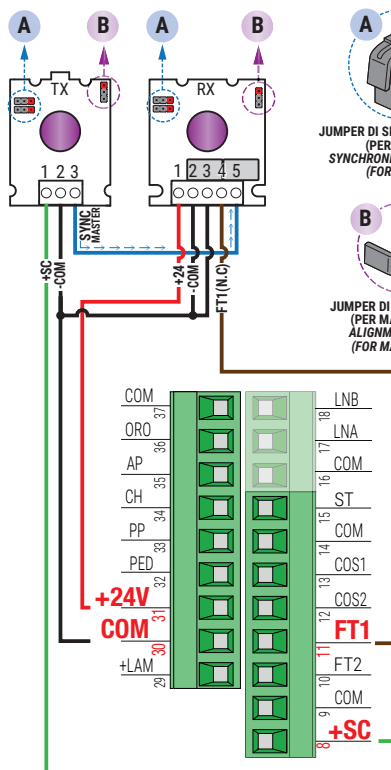 A B A B A
TX RX
1 2 3
1 2 3 4 5
SYNC
MASTER
+SC
-COM
+24
-COM
FT1(N.C)
JUMPER DI S
(PER
SYNCHRON
(FOR
B
JUMPER DI
(PER MA
ALIGNM
(FOR MA
COM 37
ORO 36
AP 35
CH 34
PP 33
PED 32
+24V 31
COM 30
+LAM 29
LNB 18
LNA 17
COM 16
ST 15
COM 14
COS1 13
COS2 12
FT1 11
FT2 10
COM 9
+SC 8